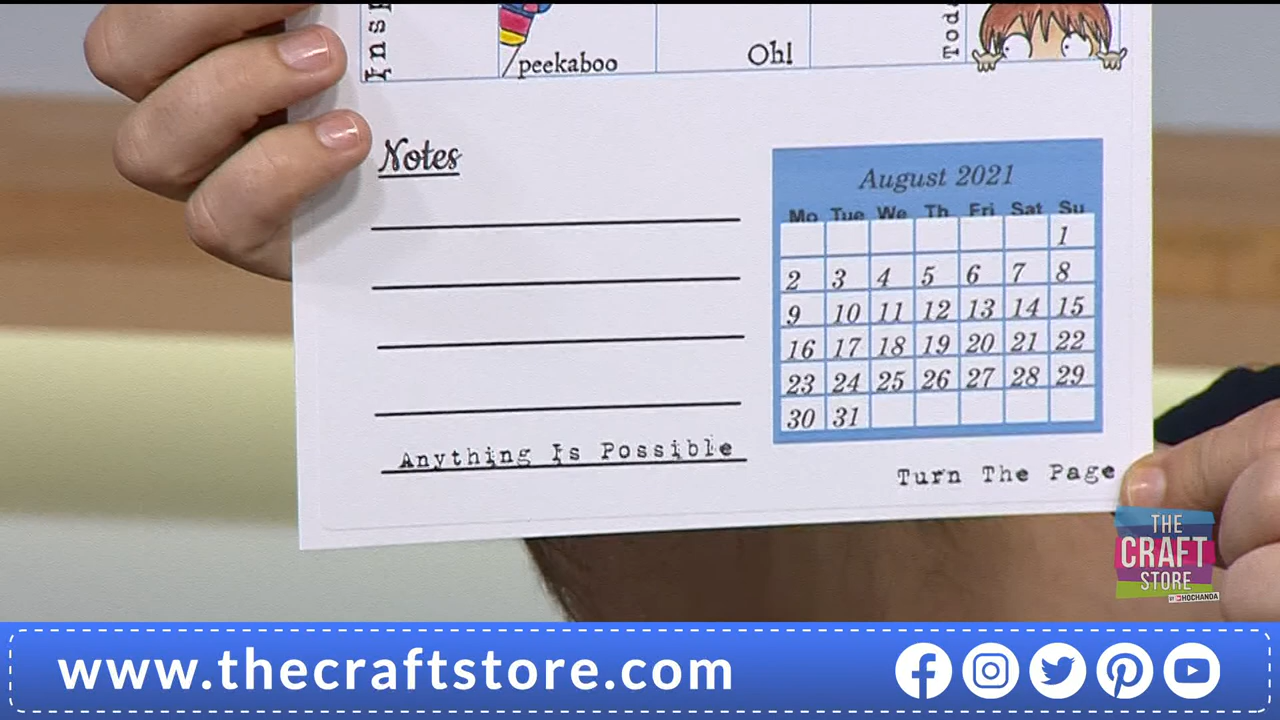 peekaboo
Oh!
Notes
August 2021
Mo Tue We Th Fri Sat Su
1
2 3 4 5 6 7 8
9 10 11 12 13 14 15
16 17 18 19 20 21 22
23 24 25 26 27 28 29
30 31
Anything Is Possible
Turn The Page
THE
CRAFT
STORE
BY HOCHANDA
www.thecraftstore.com